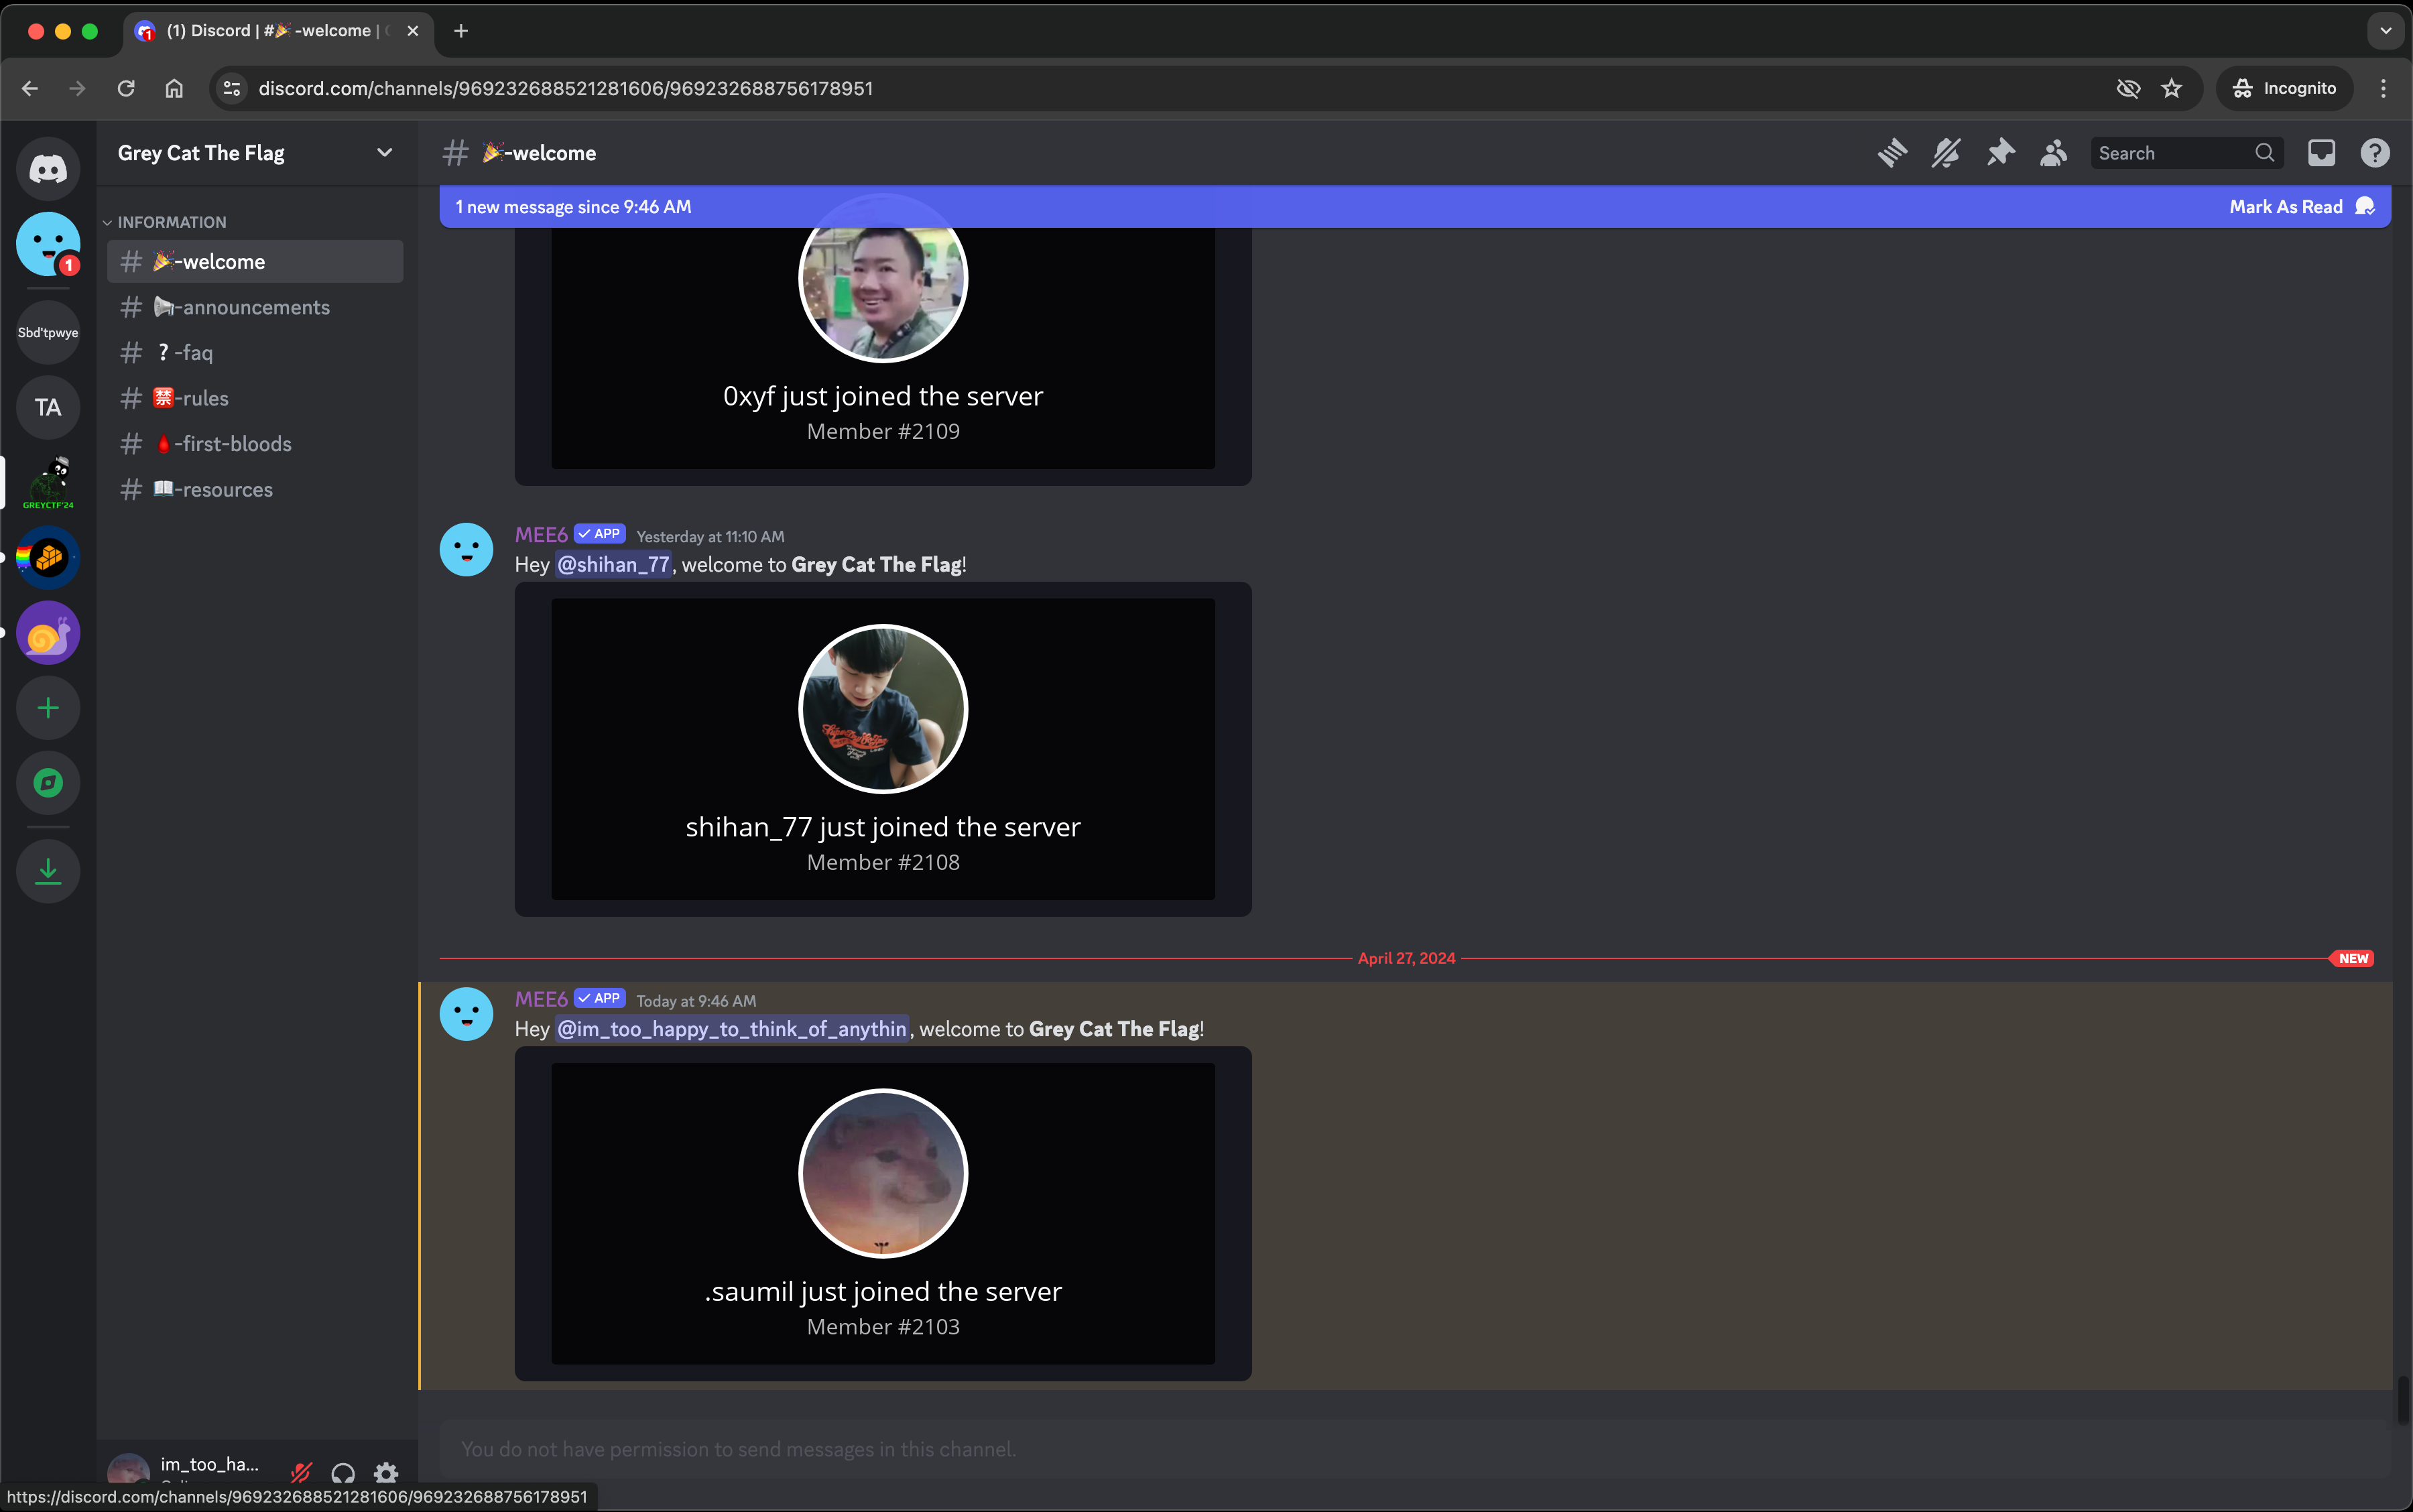 (1) Discord | #🎉-welcome |
discord.com/channels/969232688521281606/969232688756178951
Incognito
1
Sbd'tpwye
TA
GREYCTF'24
Grey Cat The Flag
INFORMATION
🎉-welcome
📢-announcements
❔-faq
🈲-rules
🩸-first-bloods
📖-resources
🎉-welcome
Search
1 new message since 9:46 AM
Mark As Read
0xyf just joined the server
Member #2109
MEE6 ✓ APP Yesterday at 11:10 AM
Hey @shihan_77, welcome to Grey Cat The Flag!
shihan_77 just joined the server
Member #2108
April 27, 2024
NEW
MEE6 ✓ APP Today at 9:46 AM
Hey @im_too_happy_to_think_of_anythin, welcome to Grey Cat The Flag!
.saumil just joined the server
Member #2103
You do not have permission to send messages in this channel.
im_too_ha...
https://discord.com/channels/969232688521281606/969232688756178951